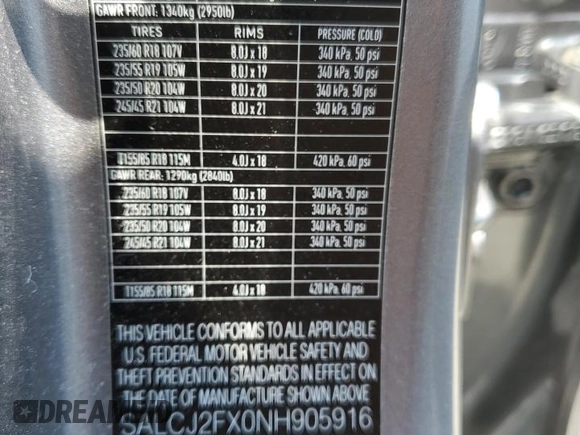 GAWR FRONT: 1340kg (2950lb)
TIRES RIMS PRESSURE (COLD)
235/60 R18 107V 8.0J x 18 340 kPa, 50 psi
235/55 R19 105W 8.0J x 19 340 kPa, 50 psi
235/50 R20 104W 8.0J x 20 340 kPa, 50 psi
245/45 R21 104W 8.0J x 21 340 kPa, 50 psi
T155/85 R18 115M 4.0J x 18 420 kPa, 60 psi
GAWR REAR: 1290kg (2840lb)
235/60 R18 107V 8.0J x 18 340 kPa, 50 psi
235/55 R19 105W 8.0J x 19 340 kPa, 50 psi
235/50 R20 104W 8.0J x 20 340 kPa, 50 psi
245/45 R21 104W 8.0J x 21 340 kPa, 50 psi
T155/85 R18 115M 4.0J x 18 420 kPa, 60 psi
THIS VEHICLE CONFORMS TO ALL APPLICABLE
U.S. FEDERAL MOTOR VEHICLE SAFETY AND
THEFT PREVENTION STANDARDS IN EFFECT ON
THE DATE OF MANUFACTURE SHOWN ABOVE
SALCJ2FX0NH905916
DREAM